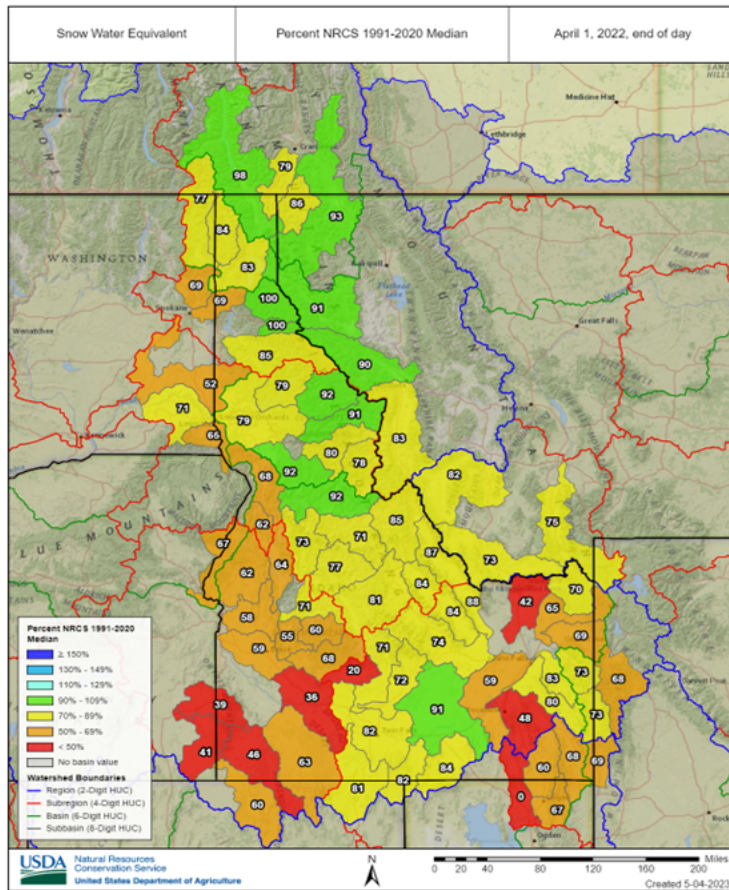 Snow Water Equivalent
Percent NRCS 1991-2020 Median
April 1, 2022, end of day
Medicine Hat
Lethbridge
79
98
77
86
93
84
WASHINGTON
83
69
69
100
91
Flathead
Lake
Spokane
100
Great Falls
Wenatchee
90
85
52
79
92
71
91
79
83
65
80
78
82
68
92
BLUE MOUNTAINS
92
62
85
75
67
73
71
87
73
64
77
62
84
70
71
81
88
42
65
58
84
60
55
74
69
59
71
68
20
72
59
83
73
68
36
91
80
39
48
73
82
41
46
63
68
69
60
84
82
81
60
0
67
Ogden
DESERT
Percent NRCS 1991-2020
Median
≥ 150%
130% - 149%
110% - 129%
90% - 109%
70% - 89%
50% - 69%
< 50%
No basin value
Watershed Boundaries
Region (2-Digit HUC)
Subregion (4-Digit HUC)
Basin (6-Digit HUC)
Subbasin (8-Digit HUC)
USDA
Natural Resources
Conservation Service
United States Department of Agriculture
N
Miles
0 20 40 80 120 160 200
Created 5-04-2023